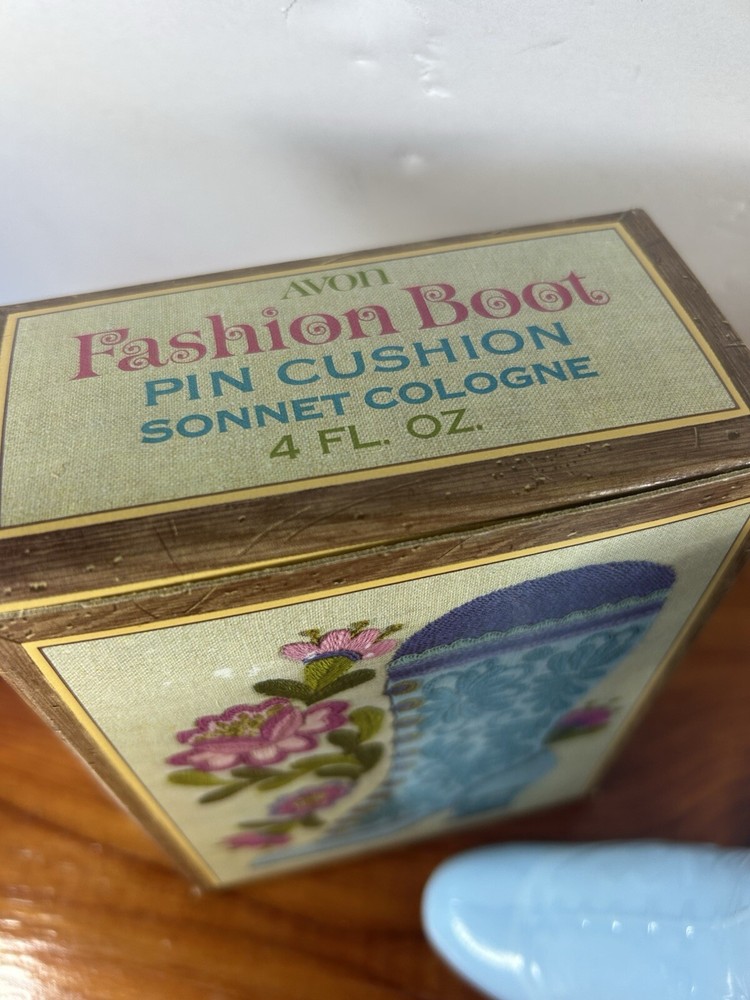 AVON
Fashion Boot
PIN CUSHION
SONNET COLOGNE
4 FL. OZ.